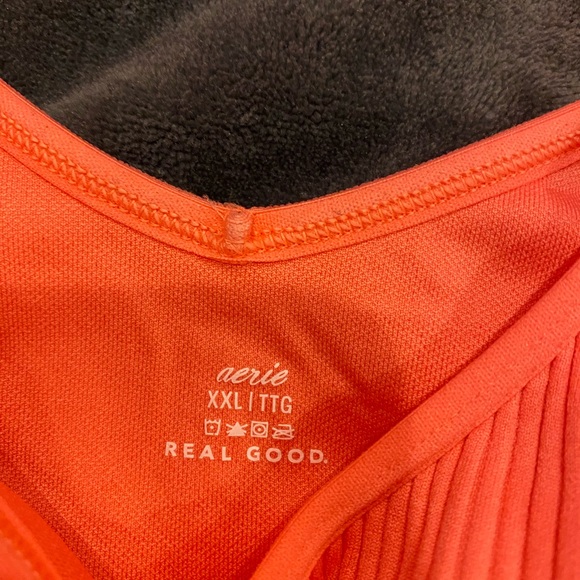 aerie
XXL | TTG
REAL GOOD.